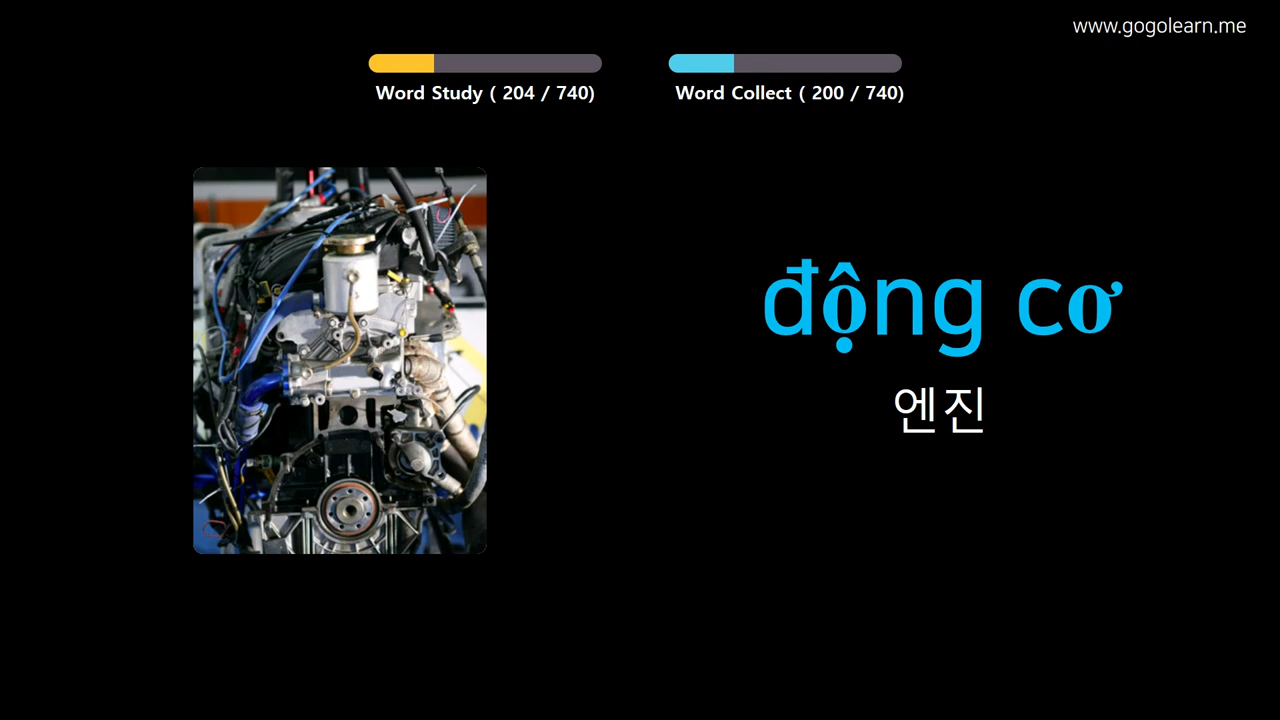 www.gogolearn.me
Word Study ( 204 / 740)
Word Collect ( 200 / 740)
động cơ
엔진